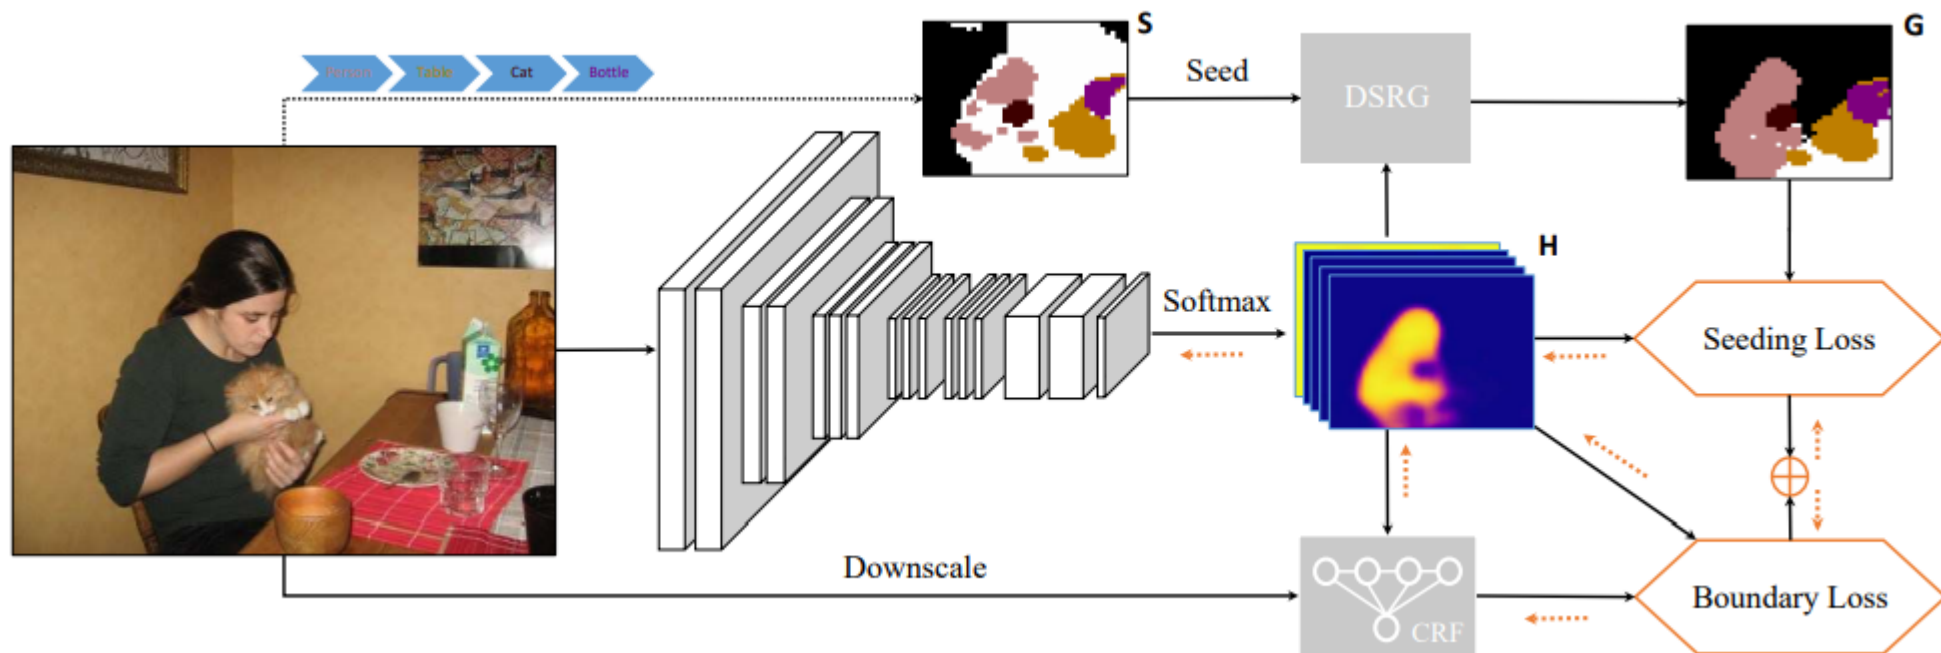 S
G
Person
Table
Cat
Bottle
Seed
DSRG
H
Softmax
Seeding Loss
Downscale
CRF
Boundary Loss